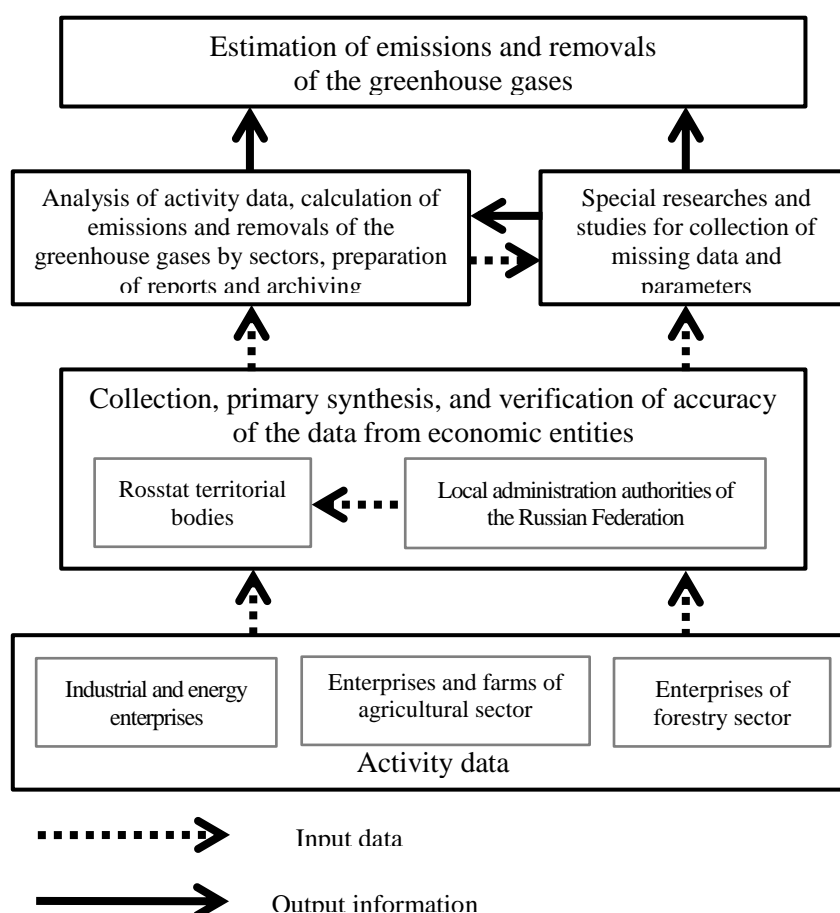 Estimation of emissions and removals
of the greenhouse gases
Analysis of activity data, calculation of
emissions and removals of the
greenhouse gases by sectors, preparation
of reports and archiving
Special researches and
studies for collection of
missing data and
parameters
Collection, primary synthesis, and verification of accuracy
of the data from economic entities
Rosstat territorial
bodies
Local administration authorities of
the Russian Federation
Industrial and energy
enterprises
Enterprises and farms of
agricultural sector
Enterprises of
forestry sector
Activity data
Input data
Output information